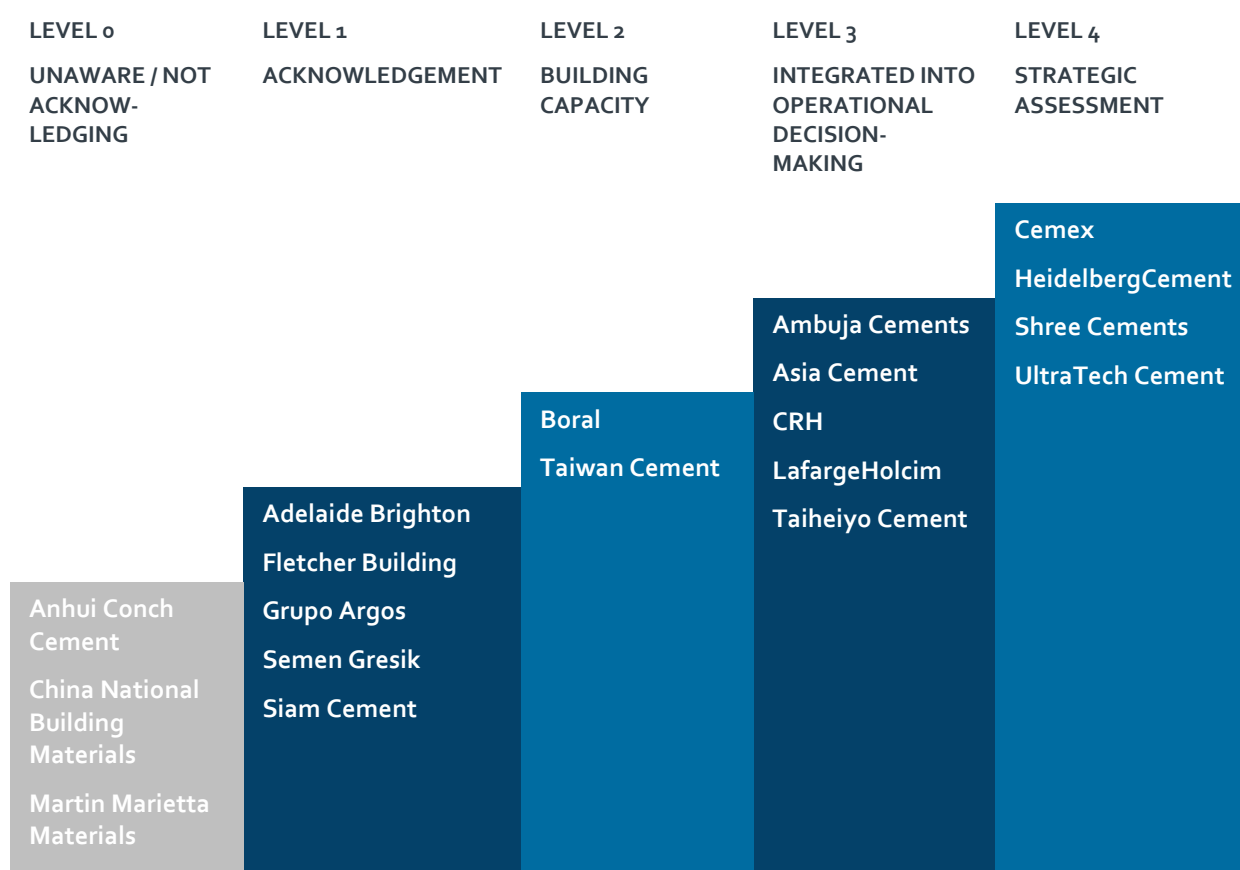 LEVEL 0
UNAWARE / NOT
ACKNOW-
LEDGING
LEVEL 1
ACKNOWLEDGEMENT
LEVEL 2
BUILDING
CAPACITY
LEVEL 3
INTEGRATED INTO
OPERATIONAL
DECISION-
MAKING
LEVEL 4
STRATEGIC
ASSESSMENT
Anhui Conch
Cement
China National
Building
Materials
Martin Marietta
Materials
Adelaide Brighton
Fletcher Building
Grupo Argos
Semen Gresik
Siam Cement
Boral
Taiwan Cement
Ambuja Cements
Asia Cement
CRH
LafargeHolcim
Taiheiyo Cement
Cemex
HeidelbergCement
Shree Cements
UltraTech Cement